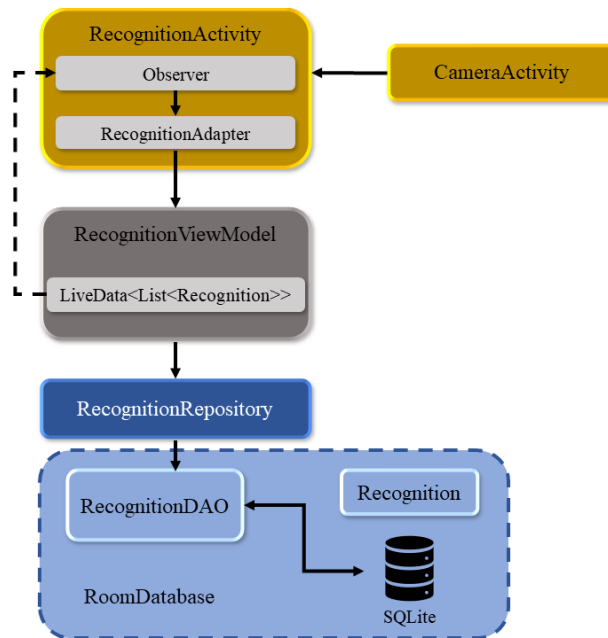 RecognitionActivity
Observer
RecognitionAdapter
CameraActivity
RecognitionViewModel
LiveData<List<Recognition>>
RecognitionRepository
RecognitionDAO
Recognition
SQLite
RoomDatabase